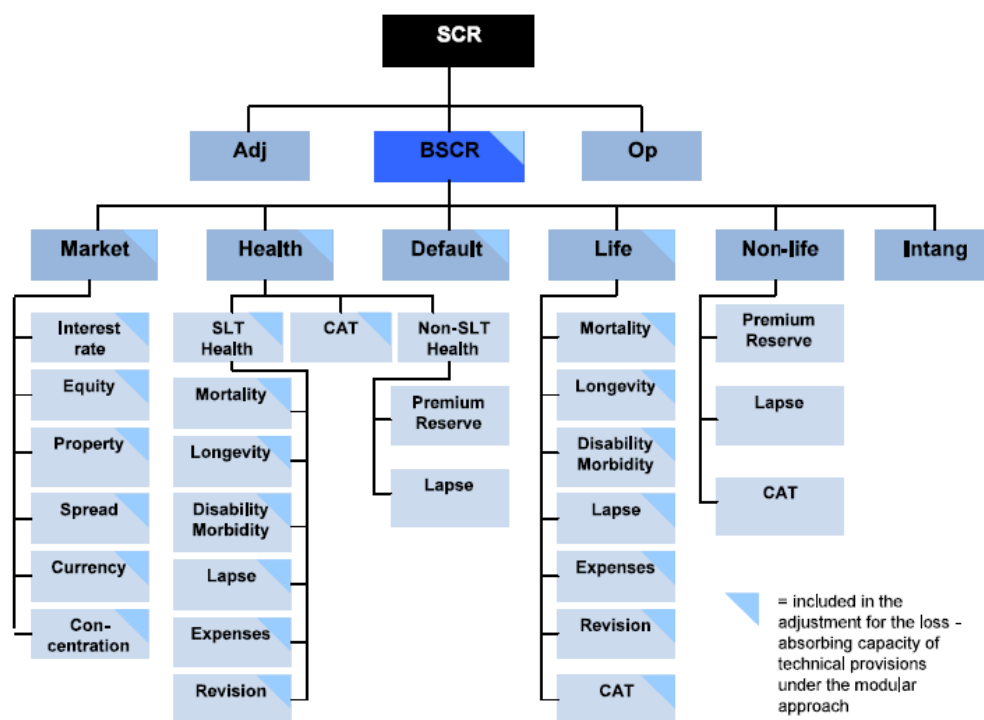 SCR
Adj
BSCR
Op
Market
Health
Default
Life
Non-life
Intang
Interest
rate
Equity
Property
Spread
Currency
Con-
centration
SLT
Health
CAT
Non-SLT
Health
Mortality
Longevity
Disability
Morbidity
Lapse
Expenses
Revision
Premium
Reserve
Lapse
Mortality
Longevity
Disability
Morbidity
Lapse
Expenses
Revision
CAT
Premium
Reserve
Lapse
CAT
= included in the
adjustment for the loss -
absorbing capacity of
technical provisions
under the modular
approach